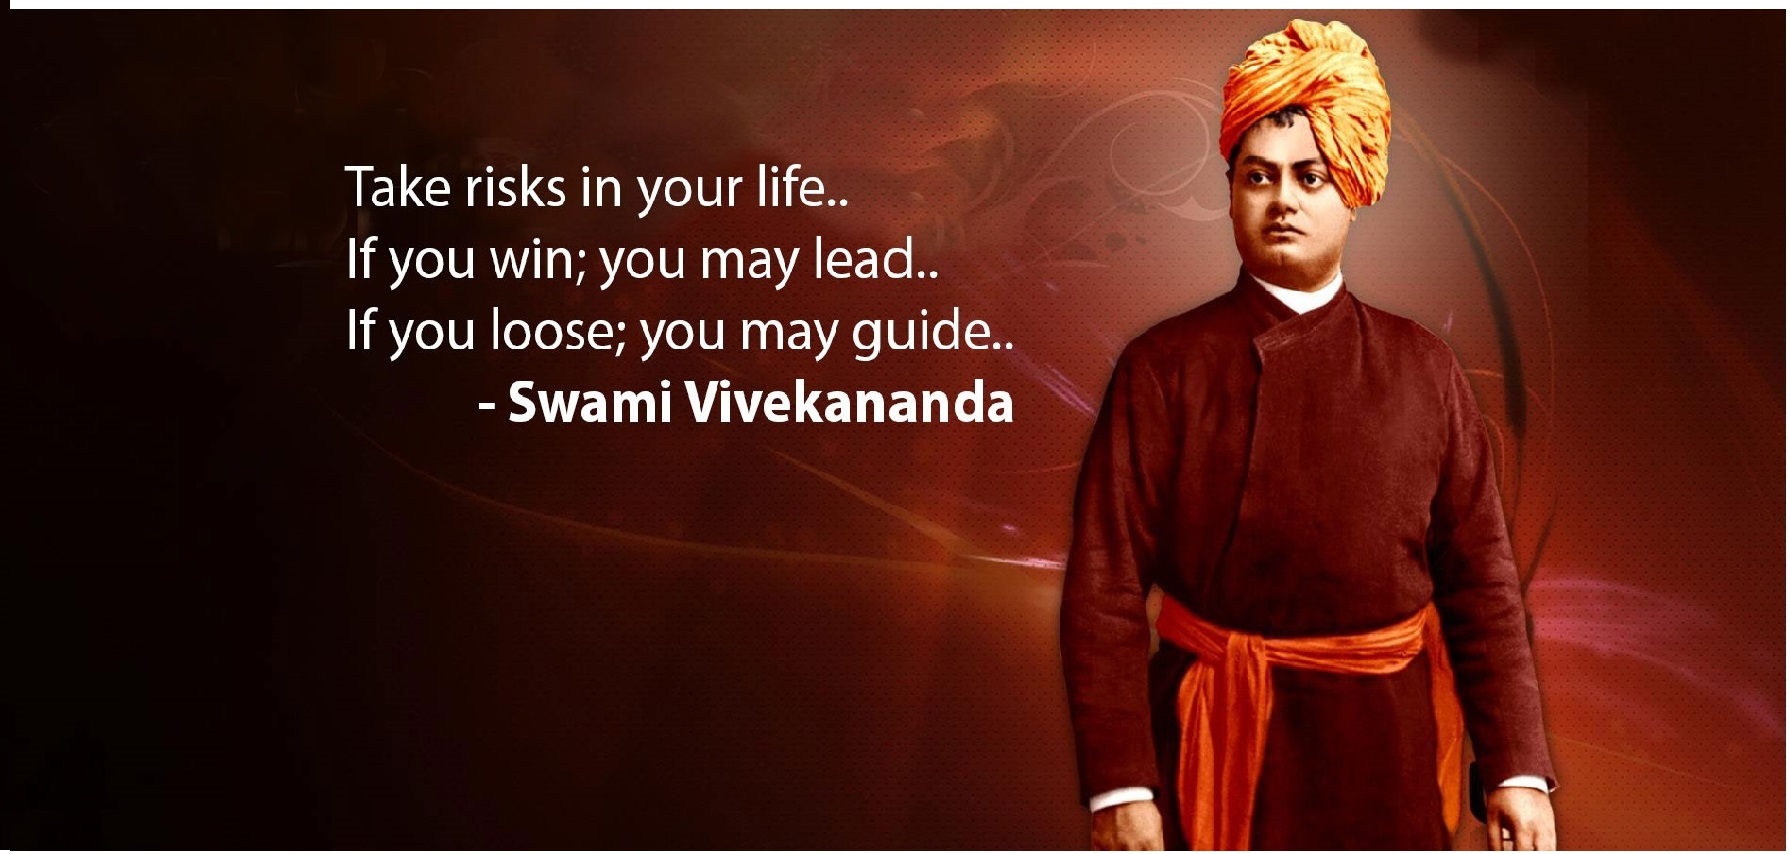 Take risks in your life..
If you win; you may lead..
If you loose; you may guide..
- Swami Vivekananda